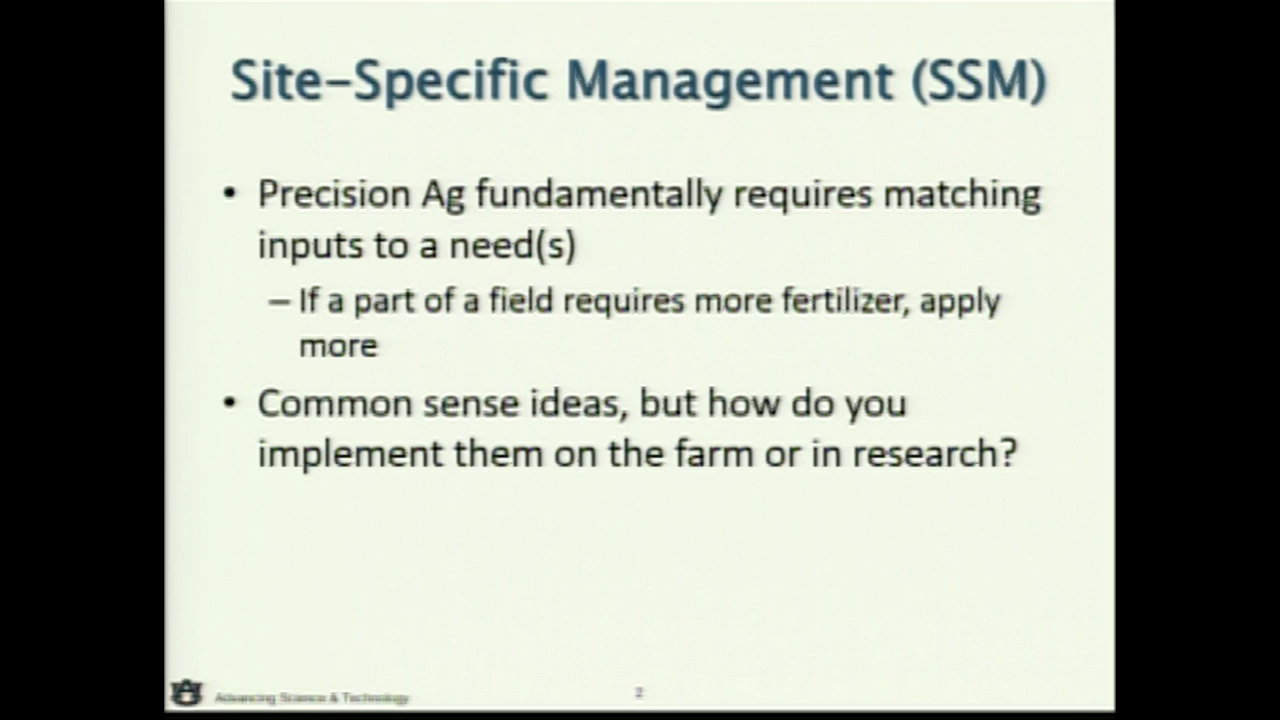 Site-Specific Management (SSM)
• Precision Ag fundamentally requires matching
inputs to a need(s)
– If a part of a field requires more fertilizer, apply
more
• Common sense ideas, but how do you
implement them on the farm or in research?
Advancing Science & Technology
2